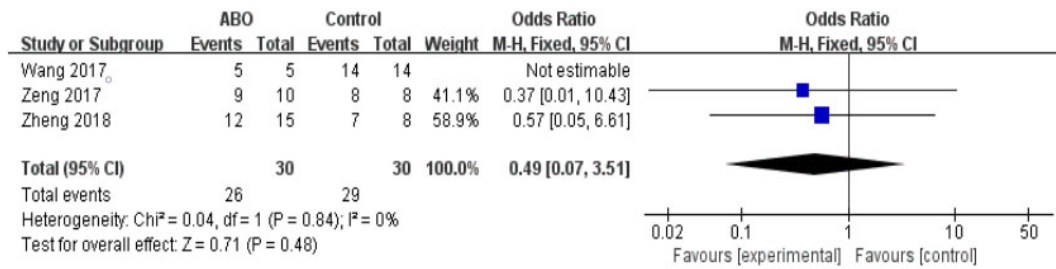 ABO Control Odds Ratio Odds Ratio
Study or Subgroup Events Total Events Total Weight M-H, Fixed, 95% CI M-H, Fixed, 95% CI
Wang 2017 5 5 14 14 Not estimable
Zeng 2017 9 10 8 8 41.1% 0.37 [0.01, 10.43]
Zheng 2018 12 15 7 8 58.9% 0.57 [0.05, 6.61]
Total (95% CI) 30 30 100.0% 0.49 [0.07, 3.51]
Total events 26 29
Heterogeneity: Chi² = 0.04, df = 1 (P = 0.84); I² = 0%
Test for overall effect: Z = 0.71 (P = 0.48)
0.02 0.1 1 10 50
Favours [experimental] Favours [control]